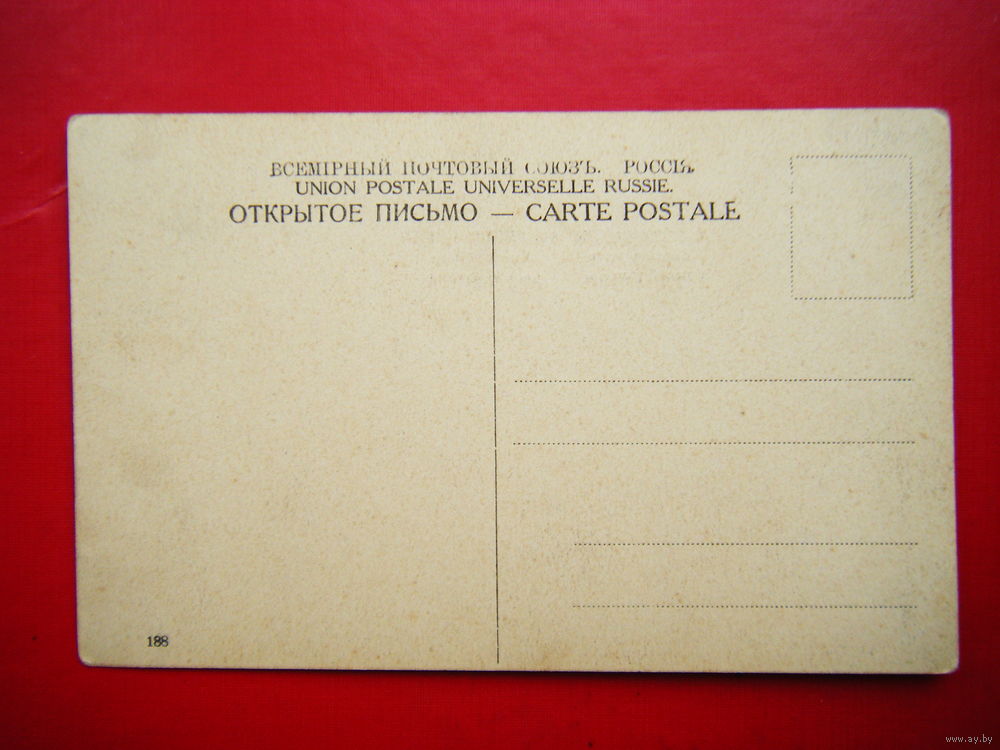 ВСЕМІРНЫЙ ПОЧТОВЫЙ СОЮЗЪ. РОССІЯ.
UNION POSTALE UNIVERSELLE RUSSIE.
ОТКРЫТОЕ ПИСЬМО — CARTE POSTALE
188
www.ay.by